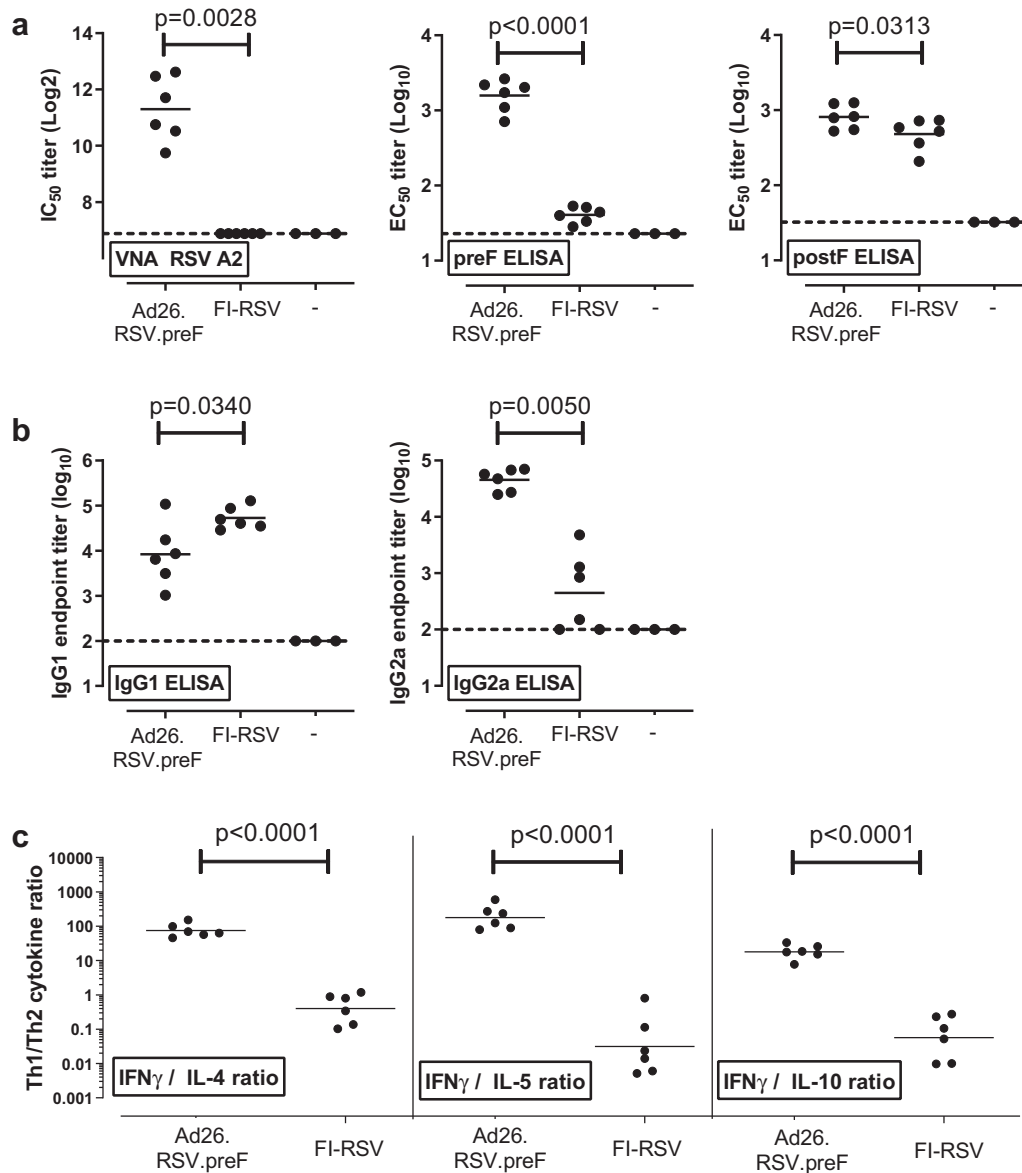 a
p=0.0028
IC50 titer (Log2)
14
12
10
8
VNA RSV A2
Ad26.
RSV.preF
FI-RSV
-
p<0.0001
EC50 titer (Log10)
4
3
2
1
preF ELISA
Ad26.
RSV.preF
FI-RSV
-
p=0.0313
EC50 titer (Log10)
4
3
2
1
postF ELISA
Ad26.
RSV.preF
FI-RSV
-
b
p=0.0340
IgG1 endpoint titer (log10)
6
5
4
3
2
1
IgG1 ELISA
Ad26.
RSV.preF
FI-RSV
-
p=0.0050
IgG2a endpoint titer (log10)
5
4
3
2
1
IgG2a ELISA
Ad26.
RSV.preF
FI-RSV
-
c
Th1/Th2 cytokine ratio
10000
1000
100
10
1
0.1
0.01
0.001
p<0.0001
IFNγ / IL-4 ratio
Ad26.
RSV.preF
FI-RSV
p<0.0001
IFNγ / IL-5 ratio
Ad26.
RSV.preF
FI-RSV
p<0.0001
IFNγ / IL-10 ratio
Ad26.
RSV.preF
FI-RSV